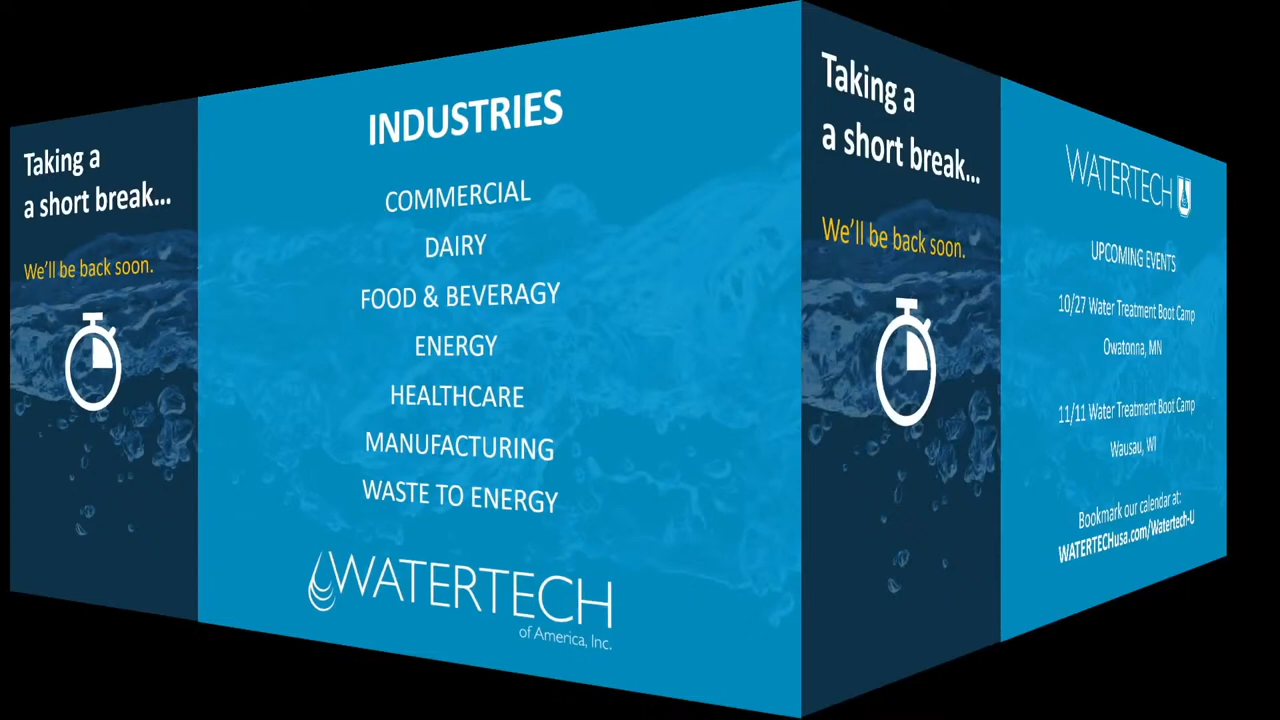 Taking a
a short break...
We'll be back soon.
INDUSTRIES
COMMERCIAL
DAIRY
FOOD & BEVERAGY
ENERGY
HEALTHCARE
MANUFACTURING
WASTE TO ENERGY
WATERTECH
of America, Inc.
Taking a
a short break...
We'll be back soon.
WATERTECH
UPCOMING EVENTS
10/27 Water Treatment Boot Camp
Owatonna, MN
11/11 Water Treatment Boot Camp
Wausau, WI
Bookmark our calendar at:
WATERTECHusa.com/Watertech-U